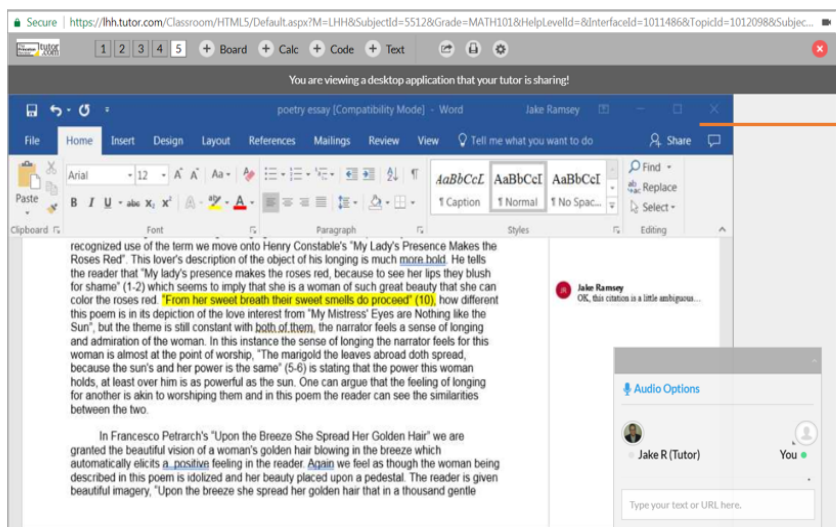 Secure | https://lhh.tutor.com/Classroom/HTML5/Default.aspx?M=LHH&SubjectId=5512&Grade=MATH101&HelpLevelId=&InterfaceId=1011486&TopicId=1012098&Subjec...
tutor.com 1 2 3 4 5 + Board + Calc + Code + Text
You are viewing a desktop application that your tutor is sharing!
poetry essay [Compatibility Mode] - Word Jake Ramsey
File Home Insert Design Layout References Mailings Review View Tell me what you want to do Share
Paste Arial 12 A A Aa
B I U abc X₂ X² A ab A
AaBbCcL AaBbCcI AaBbCcI
¶ Caption ¶ Normal ¶ No Spac...
Find
Replace
Select
Clipboard Font Paragraph Styles Editing
recognized use of the term we move onto Henry Constable's "My Lady's Presence Makes the
Roses Red". This lover's description of the object of his longing is much more bold. He tells
the reader that "My lady's presence makes the roses red, because to see her lips they blush
for shame" (1-2) which seems to imply that she is a woman of such great beauty that she can
color the roses red. "From her sweet breath their sweet smells do proceed" (10), how different
this poem is in its depiction of the love interest from "My Mistress' Eyes are Nothing like the
Sun", but the theme is still constant with both of them, the narrator feels a sense of longing
and admiration of the woman. In this instance the sense of longing the narrator feels for this
woman is almost at the point of worship, "The marigold the leaves abroad doth spread,
because the sun's and her power is the same" (5-6) is stating that the power this woman
holds, at least over him is as powerful as the sun. One can argue that the feeling of longing
for another is akin to worshiping them and in this poem the reader can see the similarities
between the two.
In Francesco Petrarch's "Upon the Breeze She Spread Her Golden Hair" we are
granted the beautiful vision of a woman's golden hair blowing in the breeze which
automatically elicits a positive feeling in the reader. Again we feel as though the woman being
described in this poem is idolized and her beauty placed upon a pedestal. The reader is given
beautiful imagery, "Upon the breeze she spread her golden hair that in a thousand gentle
JR Jake Ramsey
OK, this citation is a little ambiguous...
Audio Options
Jake R (Tutor) You
Type your text or URL here.